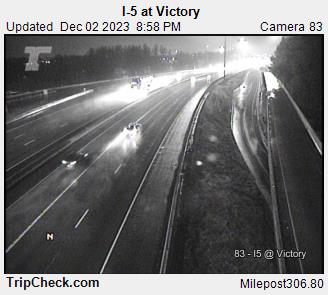 I-5 at Victory
Updated Dec 02 2023 8:58 PM Camera 83
T
N
83 - I5 @ Victory
TripCheck.com Milepost306.80